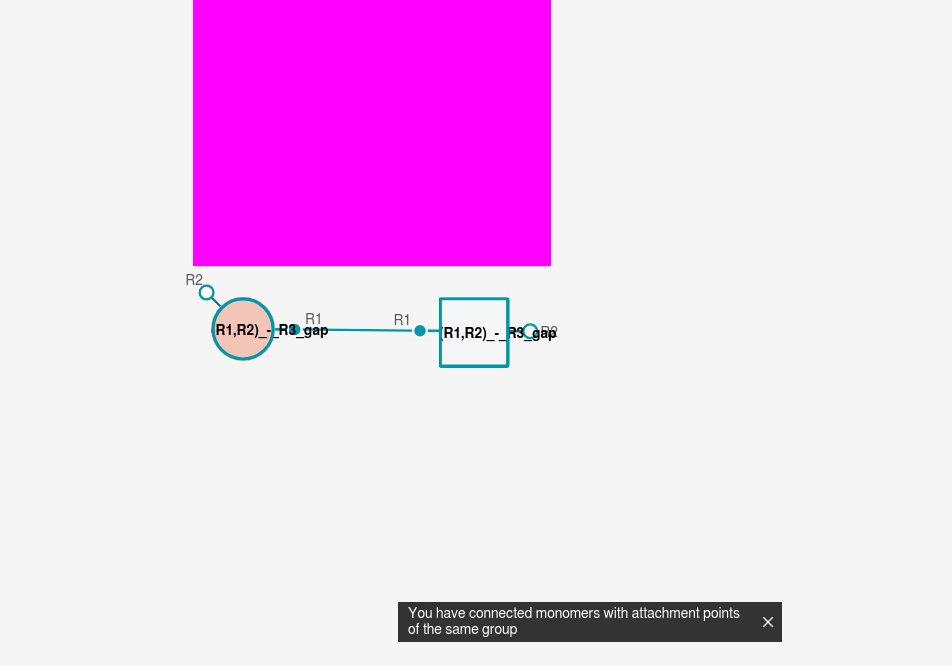 R2
R1
R1
(R1,R2)_-_R3_gap
(R1,R2)_-_R3_gap
R2
You have connected monomers with attachment points
of the same group